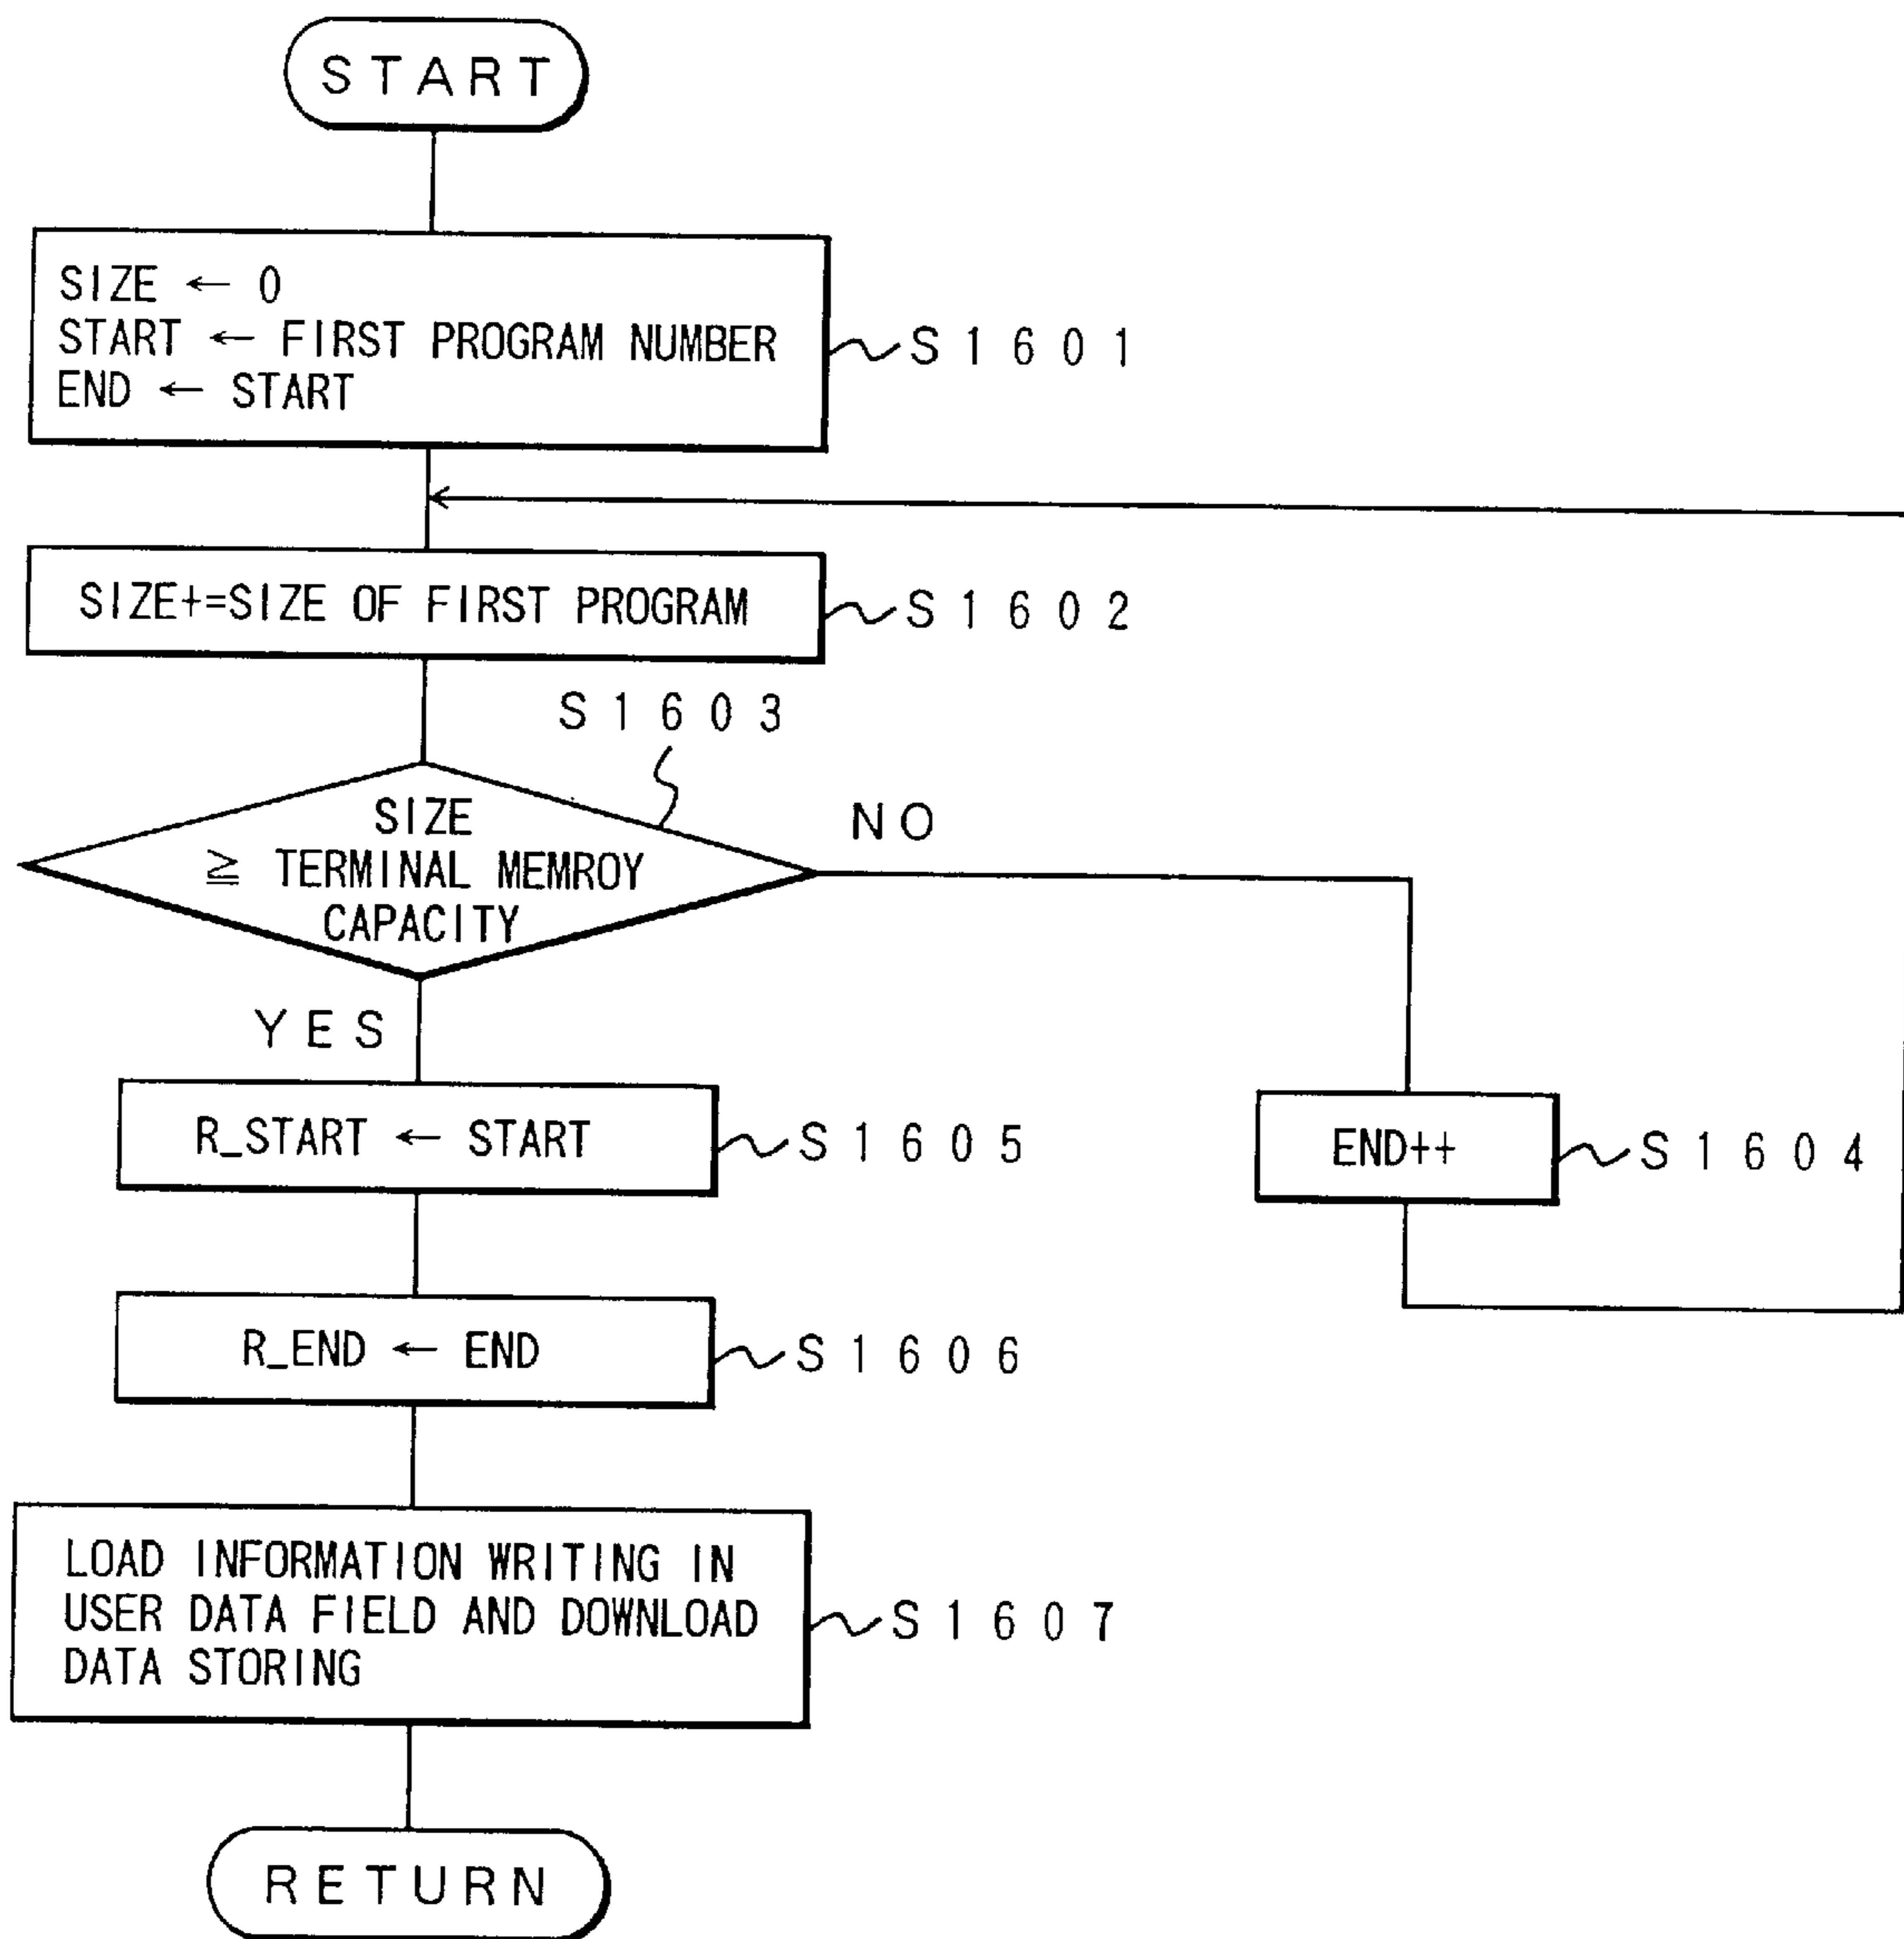 START
SIZE ← 0
START ← FIRST PROGRAM NUMBER
END ← START
S1601
SIZE+=SIZE OF FIRST PROGRAM
S1602
S1603
SIZE
≧ TERMINAL MEMROY
CAPACITY
NO
YES
R_START ← START
S1605
END++
S1604
R_END ← END
S1606
LOAD INFORMATION WRITING IN
USER DATA FIELD AND DOWNLOAD
DATA STORING
S1607
RETURN